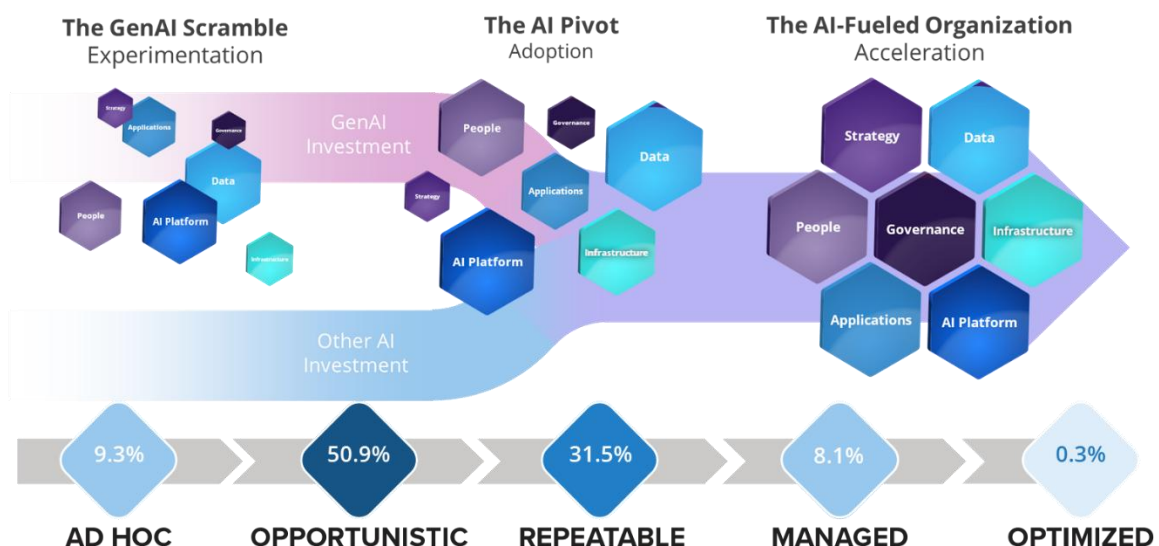 The GenAI Scramble
Experimentation
The AI Pivot
Adoption
The AI-Fueled Organization
Acceleration
GenAI
Investment
Other AI
Investment
Strategy
Applications
Governance
Data
People
AI Platform
Infrastructure
People
Governance
Data
Strategy
Applications
AI Platform
Infrastructure
Strategy
Data
People
Governance
Infrastructure
Applications
AI Platform
9.3%
50.9%
31.5%
8.1%
0.3%
AD HOC
OPPORTUNISTIC
REPEATABLE
MANAGED
OPTIMIZED